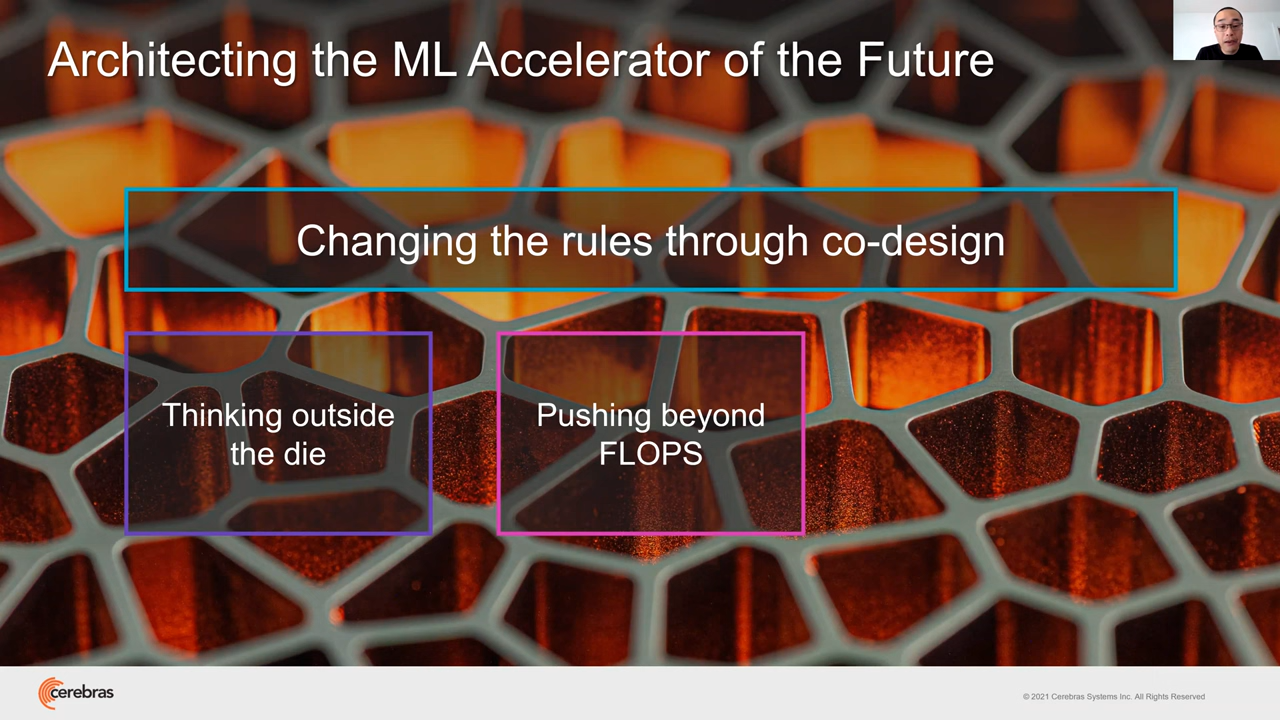 Architecting the ML Accelerator of the Future
Changing the rules through co-design
Thinking outside
the die
Pushing beyond
FLOPS
cerebras
© 2021 Cerebras Systems Inc. All Rights Reserved